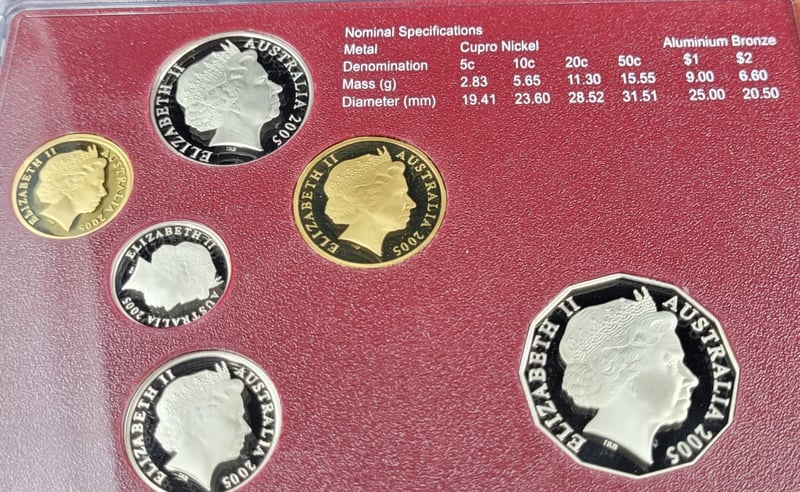 Nominal Specifications
Metal Cupro Nickel Aluminium Bronze
Denomination 5c 10c 20c 50c $1 $2
Mass (g) 2.83 5.65 11.30 15.55 9.00 6.60
Diameter (mm) 19.41 23.60 28.52 31.51 25.00 20.50
ELIZABETH II AUSTRALIA 2005
ELIZABETH II AUSTRALIA 2005
ELIZABETH II AUSTRALIA 2005
ELIZABETH II AUSTRALIA 2005
ELIZABETH II AUSTRALIA 2005
IRB
ELIZABETH II AUSTRALIA 2005